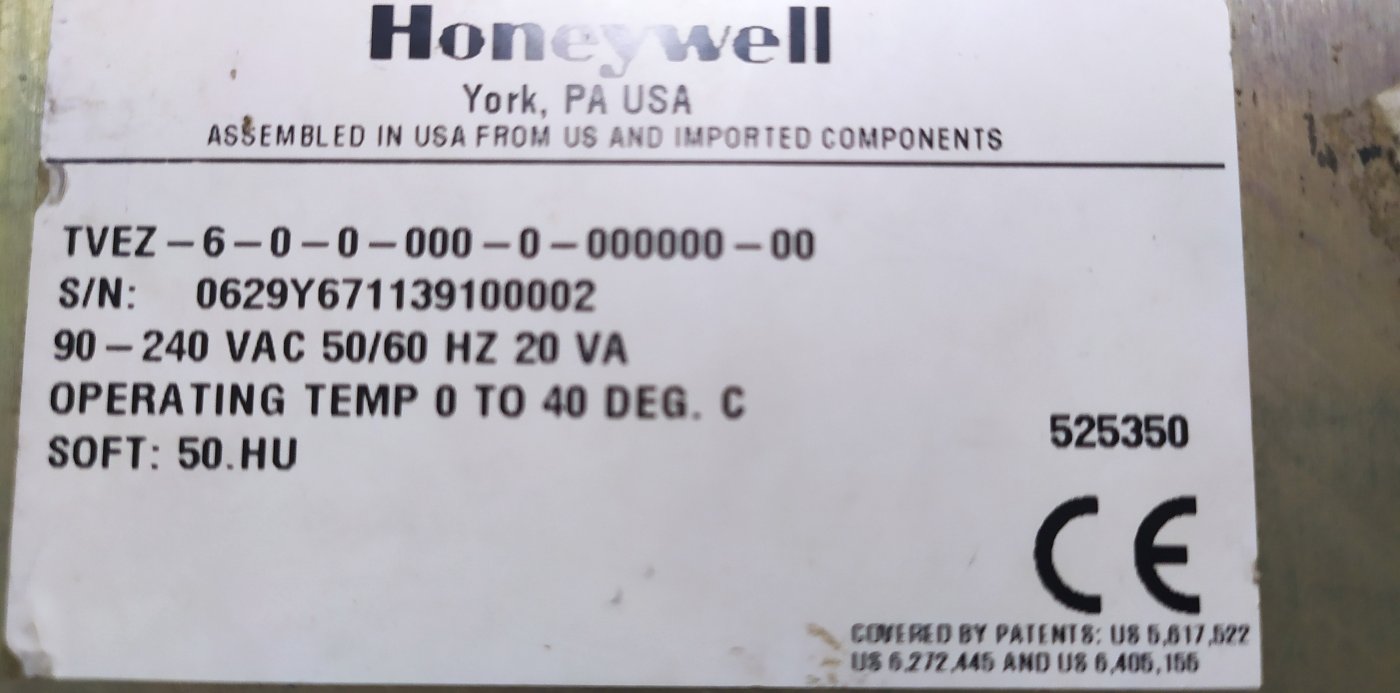 Honeywell
York, PA USA
ASSEMBLED IN USA FROM US AND IMPORTED COMPONENTS
TVEZ-6-0-0-000-0-000000-00
S/N: 0629Y671139100002
90-240 VAC 50/60 HZ 20 VA
OPERATING TEMP 0 TO 40 DEG. C
SOFT: 50.HU
525350
CE
COVERED BY PATENTS: US 5,617,522
US 6,272,445 AND US 6,405,155